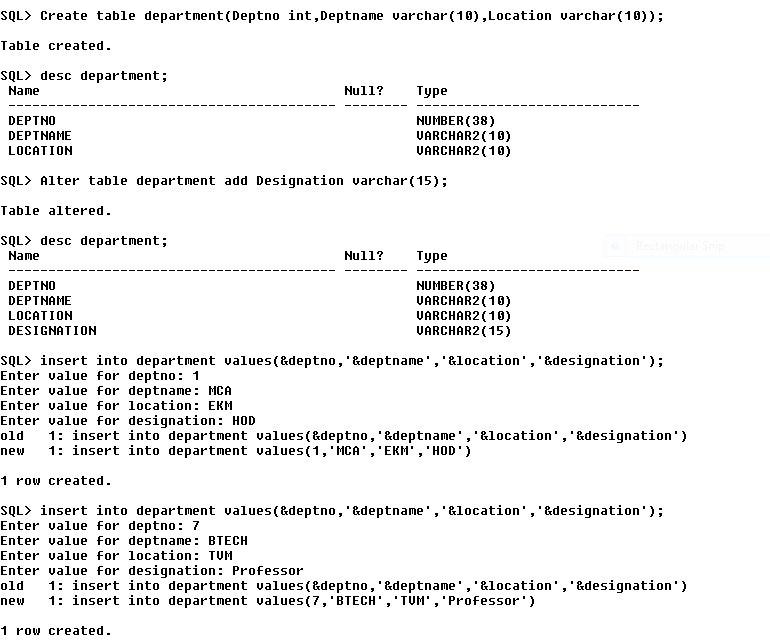 SQL> Create table department(Deptno int,Deptname varchar(10),Location varchar(10));
Table created.
SQL> desc department;
Name Null? Type
----------------------------------------- -------- ----------------------------
DEPTNO NUMBER(38)
DEPTNAME VARCHAR2(10)
LOCATION VARCHAR2(10)
SQL> Alter table department add Designation varchar(15);
Table altered.
SQL> desc department;
Rectangular Snip
Name Null? Type
----------------------------------------- -------- ----------------------------
DEPTNO NUMBER(38)
DEPTNAME VARCHAR2(10)
LOCATION VARCHAR2(10)
DESIGNATION VARCHAR2(15)
SQL> insert into department values(&deptno,'&deptname','&location','&designation');
Enter value for deptno: 1
Enter value for deptname: MCA
Enter value for location: EKM
Enter value for designation: HOD
old 1: insert into department values(&deptno,'&deptname','&location','&designation')
new 1: insert into department values(1,'MCA','EKM','HOD')
1 row created.
SQL> insert into department values(&deptno,'&deptname','&location','&designation');
Enter value for deptno: 7
Enter value for deptname: BTECH
Enter value for location: TVM
Enter value for designation: Professor
old 1: insert into department values(&deptno,'&deptname','&location','&designation')
new 1: insert into department values(7,'BTECH','TVM','Professor')
1 row created.